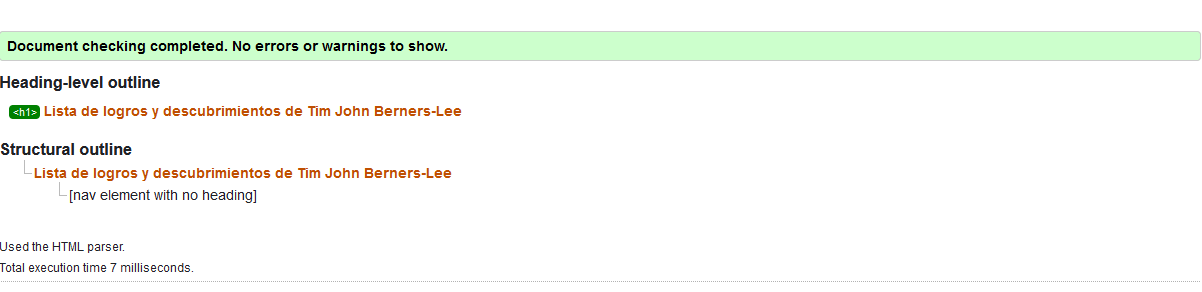 Document checking completed. No errors or warnings to show.
Heading-level outline
<h1> Lista de logros y descubrimientos de Tim John Berners-Lee
Structural outline
Lista de logros y descubrimientos de Tim John Berners-Lee
[nav element with no heading]
Used the HTML parser.
Total execution time 7 milliseconds.